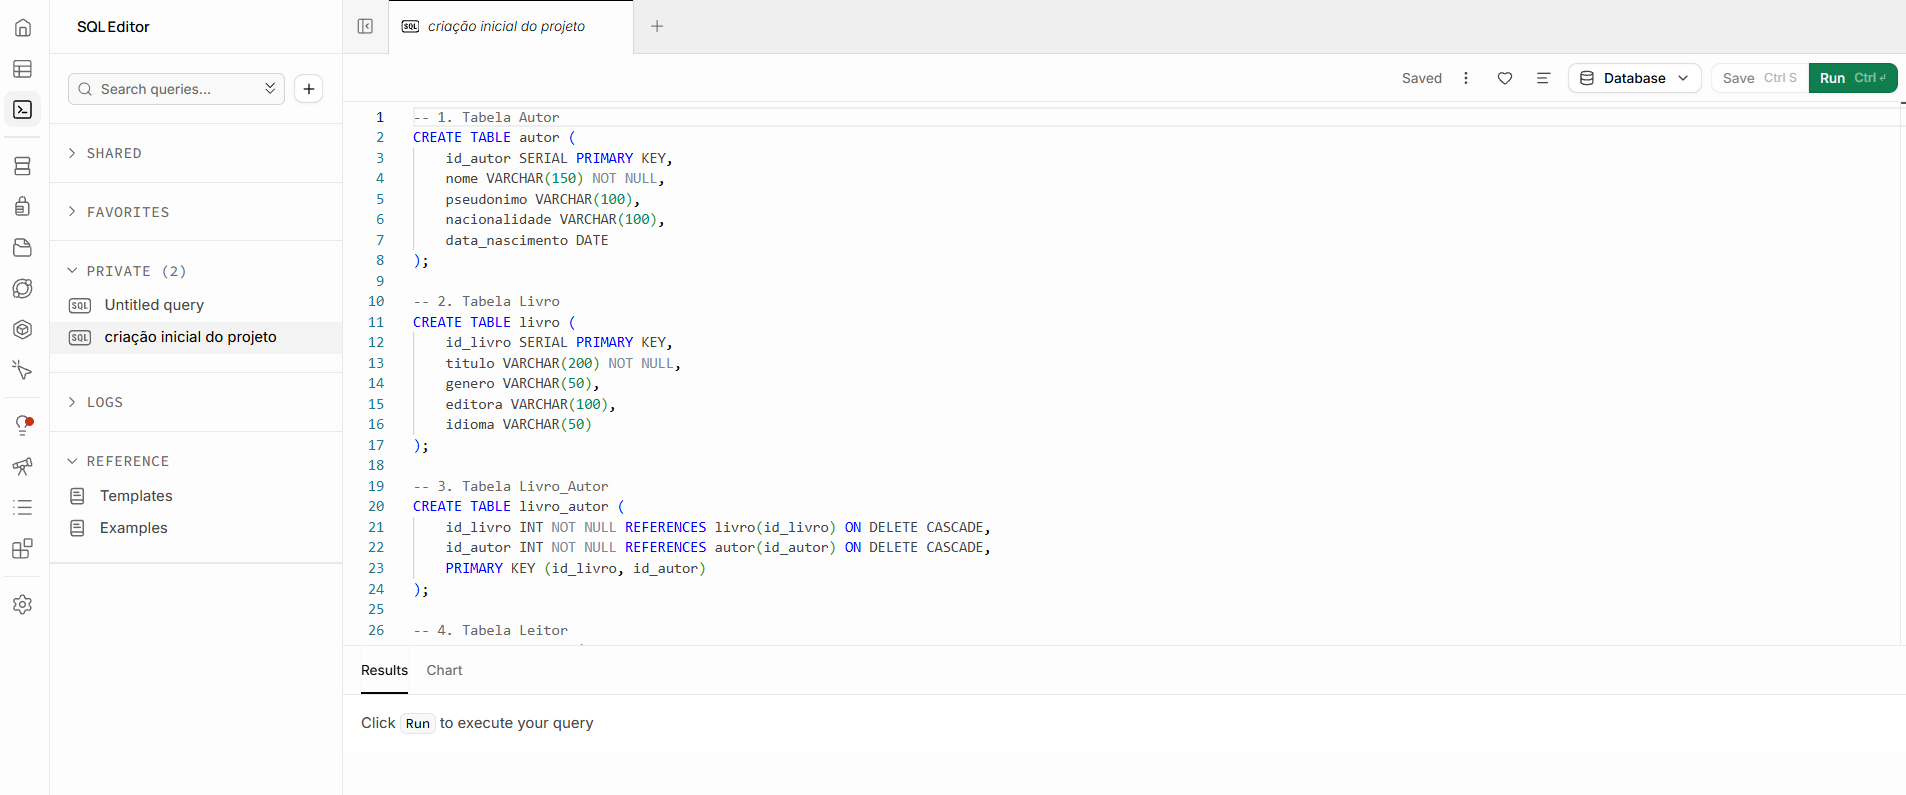 SQL Editor
Search queries...
SHARED
FAVORITES
PRIVATE (2)
SQL Untitled query
SQL criação inicial do projeto
LOGS
REFERENCE
Templates
Examples
SQL criação inicial do projeto
Saved
Database
Save Ctrl S
Run Ctrl ↵
1 -- 1. Tabela Autor
2 CREATE TABLE autor (
3 id_autor SERIAL PRIMARY KEY,
4 nome VARCHAR(150) NOT NULL,
5 pseudonimo VARCHAR(100),
6 nacionalidade VARCHAR(100),
7 data_nascimento DATE
8 );
9
10 -- 2. Tabela Livro
11 CREATE TABLE livro (
12 id_livro SERIAL PRIMARY KEY,
13 titulo VARCHAR(200) NOT NULL,
14 genero VARCHAR(50),
15 editora VARCHAR(100),
16 idioma VARCHAR(50)
17 );
18
19 -- 3. Tabela Livro_Autor
20 CREATE TABLE livro_autor (
21 id_livro INT NOT NULL REFERENCES livro(id_livro) ON DELETE CASCADE,
22 id_autor INT NOT NULL REFERENCES autor(id_autor) ON DELETE CASCADE,
23 PRIMARY KEY (id_livro, id_autor)
24 );
25
26 -- 4. Tabela Leitor
Results Chart
Click Run to execute your query